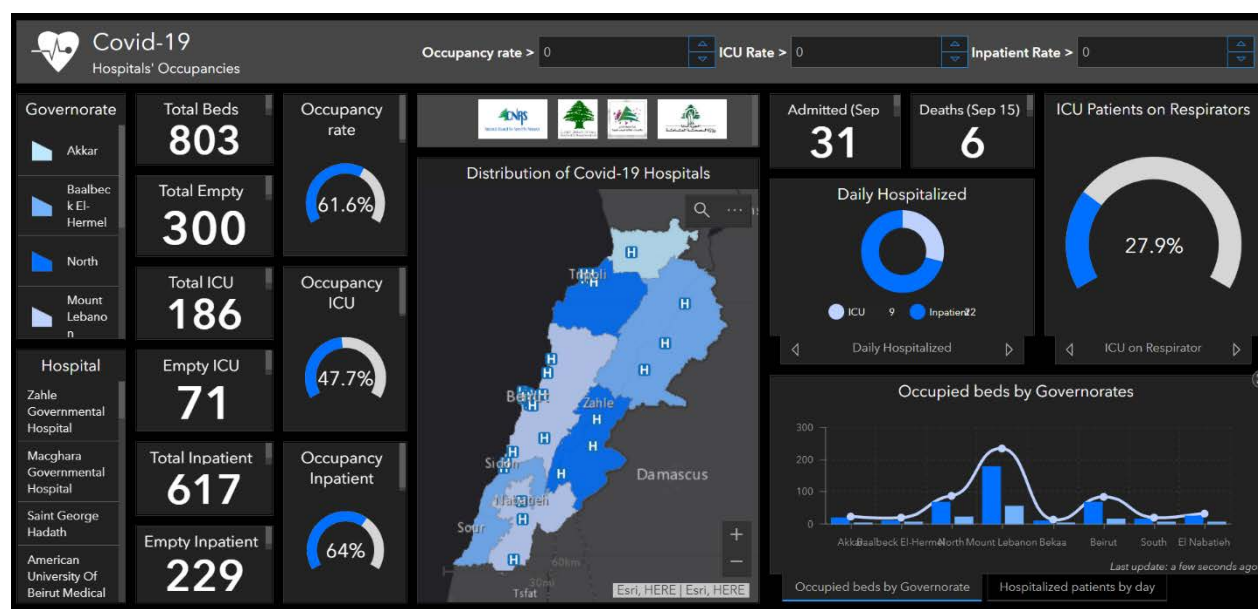 Covid-19
Hospitals' Occupancies
Occupancy rate > 0
ICU Rate > 0
Inpatient Rate > 0
Governorate
Akkar
Baalbec
k El-
Hermel
North
Mount
Lebano
n
Hospital
Zahle
Governmental
Hospital
Macghara
Governmental
Hospital
Saint George
Hadath
American
University Of
Beirut Medical
Total Beds
803
Total Empty
300
Total ICU
186
Empty ICU
71
Total Inpatient
617
Empty Inpatient
229
Occupancy
rate
61.6%
Occupancy
ICU
47.7%
Occupancy
Inpatient
64%
CNRS
Distribution of Covid-19 Hospitals
Tripoli
Beirut
Zahle
Sidon
Nabatieh
Damascus
Sour
60km
30mi
Tsfat
Esri, HERE | Esri, HERE
Admitted (Sep
31
Deaths (Sep 15)
6
Daily Hospitalized
ICU 9
Inpatient 22
Daily Hospitalized
ICU Patients on Respirators
27.9%
ICU on Respirator
Occupied beds by Governorates
300
200
100
0
Akkar Baalbeck El-Hermel North Mount Lebanon Bekaa Beirut South El Nabatieh
Last update: a few seconds ago
Occupied beds by Governorate
Hospitalized patients by day